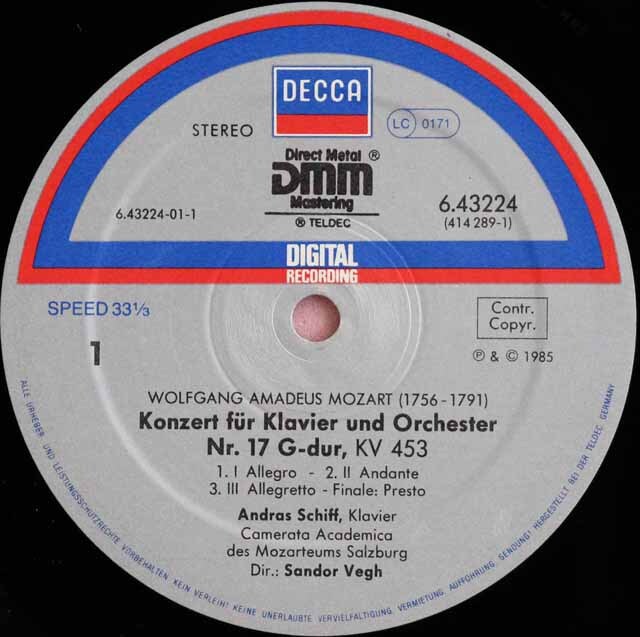 DECCA
STEREO
LC 0171
Direct Metal ®
DMM
Mastering
® TELDEC
6.43224-01-1
6.43224
(414 289-1)
DIGITAL
RECORDING
SPEED 33⅓
Contr.
Copyr.
1
℗ & © 1985
WOLFGANG AMADEUS MOZART (1756-1791)
Konzert für Klavier und Orchester
Nr. 17 G-dur, KV 453
1. I Allegro - 2. II Andante
3. III Allegretto - Finale: Presto
Andras Schiff, Klavier
Camerata Academica
des Mozarteums Salzburg
Dir.: Sandor Vegh
ALLE URHEBER- UND LEISTUNGSSCHUTZRECHTE VORBEHALTEN. KEIN VERLEIH! KEINE UNERLAUBTE VERVIELFÄLTIGUNG, VERMIETUNG, AUFFÜHRUNG, SENDUNG! HERGESTELLT BEI DER TELDEC GERMANY